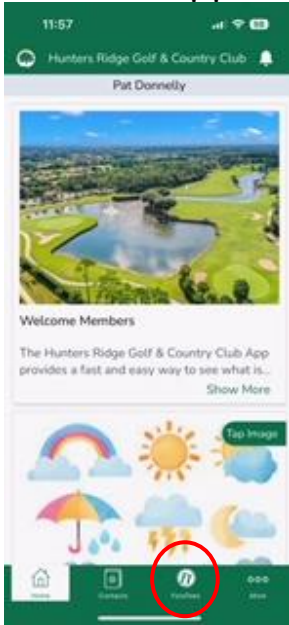 11:57
Hunters Ridge Golf & Country Club
Pat Donnelly
Welcome Members
The Hunters Ridge Golf & Country Club App
provides a fast and easy way to see what is...
Show More
Tap Image
Home
Contacts
More